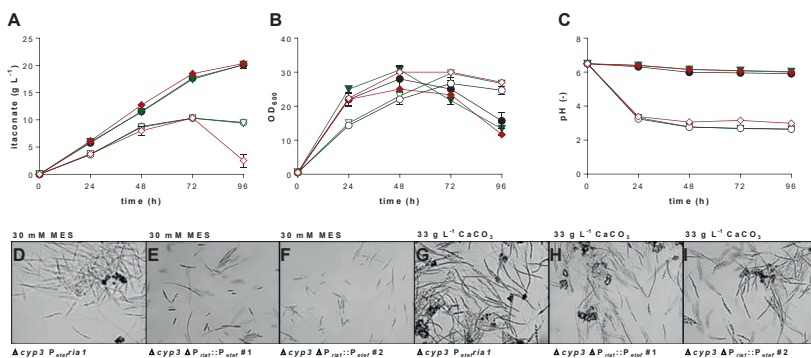 A
B
C
itaconate (g L⁻¹)
25
20
15
10
5
0
0 24 48 72 96
time (h)
OD₆₀₀
40
30
20
10
0
0 24 48 72 96
time (h)
pH (-)
8
6
4
2
0
0 24 48 72 96
time (h)
30 mM MES
30 mM MES
30 mM MES
33 g L⁻¹ CaCO₃
33 g L⁻¹ CaCO₃
33 g L⁻¹ CaCO₃
D
E
F
G
H
I
Δcyp3 Petefria1
Δcyp3 ΔPria1::Petef #1
Δcyp3 ΔPria1::Petef #2
Δcyp3 Petefria1
Δcyp3 ΔPria1::Petef #1
Δcyp3 ΔPria1::Petef #2